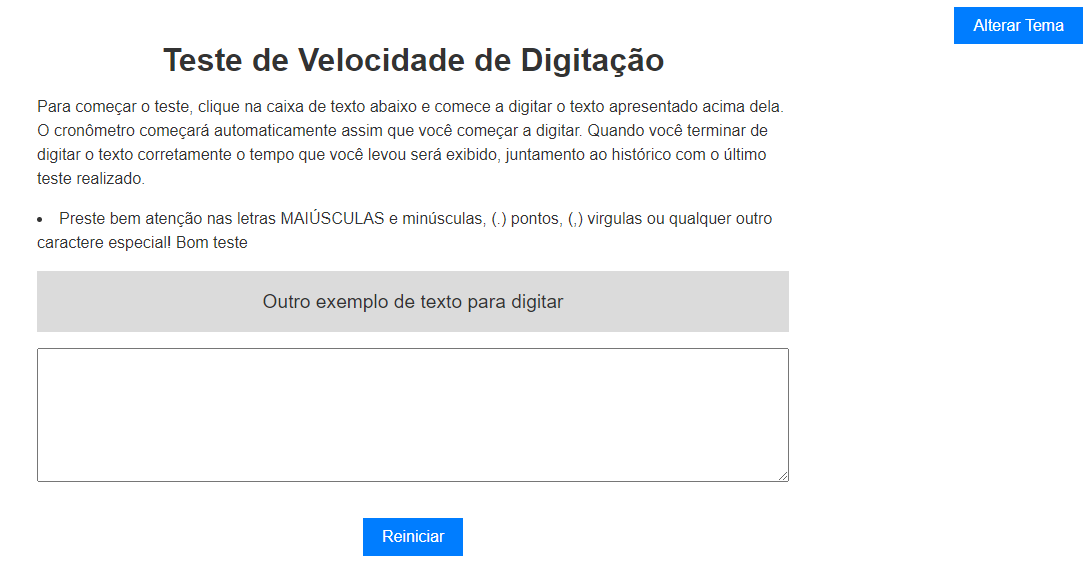 Alterar Tema
Teste de Velocidade de Digitação
Para começar o teste, clique na caixa de texto abaixo e comece a digitar o texto apresentado acima dela.
O cronômetro começará automaticamente assim que você começar a digitar. Quando você terminar de
digitar o texto corretamente o tempo que você levou será exibido, juntamento ao histórico com o último
teste realizado.
• Preste bem atenção nas letras MAIÚSCULAS e minúsculas, (.) pontos, (,) virgulas ou qualquer outro
caractere especial! Bom teste
Outro exemplo de texto para digitar
Reiniciar